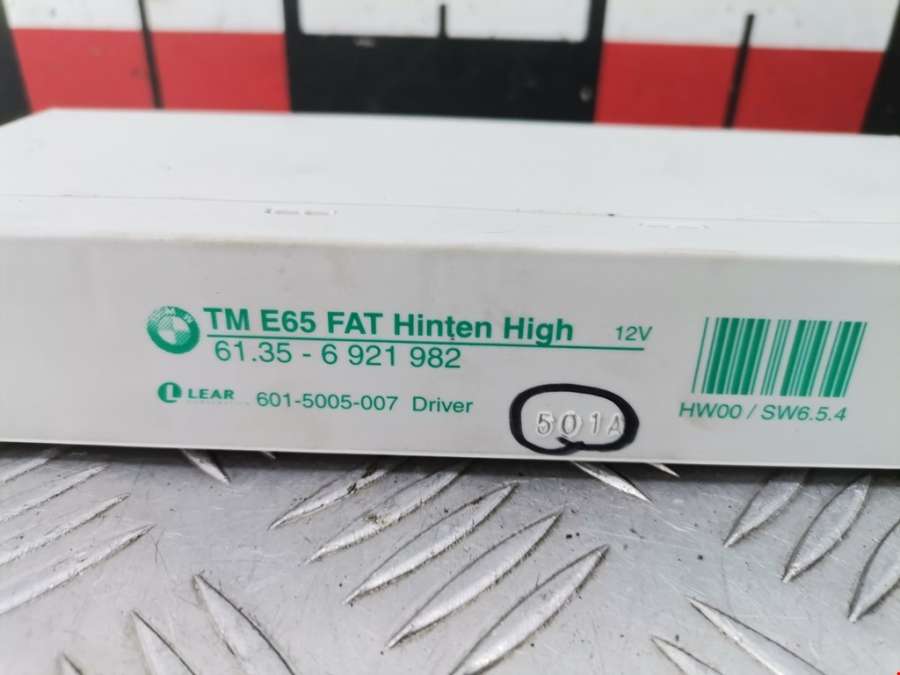 BMW
TM E65 FAT Hinten High 12V
61.35 - 6 921 982
LEAR 601-5005-007 Driver
501A
HW00 / SW6.5.4